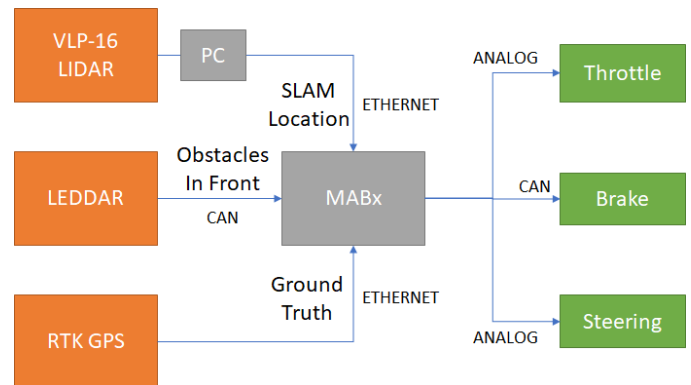 VLP-16
LIDAR
PC
SLAM
Location
ETHERNET
ANALOG
Throttle
LEDDAR
Obstacles
In Front
CAN
MABx
CAN
Brake
RTK GPS
Ground
Truth
ETHERNET
ANALOG
Steering